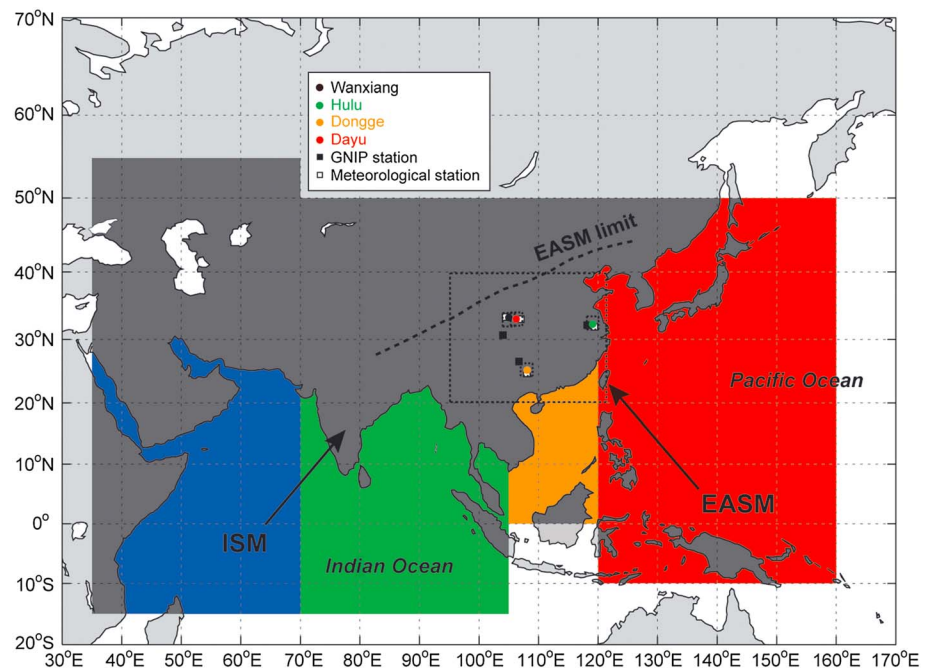 70°N
60°N
50°N
40°N
30°N
20°N
10°N
0°
10°S
20°S
Wanxiang
Hulu
Dongge
Dayu
GNIP station
Meteorological station
EASM limit
Pacific Ocean
EASM
ISM
Indian Ocean
30°E 40°E 50°E 60°E 70°E 80°E 90°E 100°E 110°E 120°E 130°E 140°E 150°E 160°E 170°E